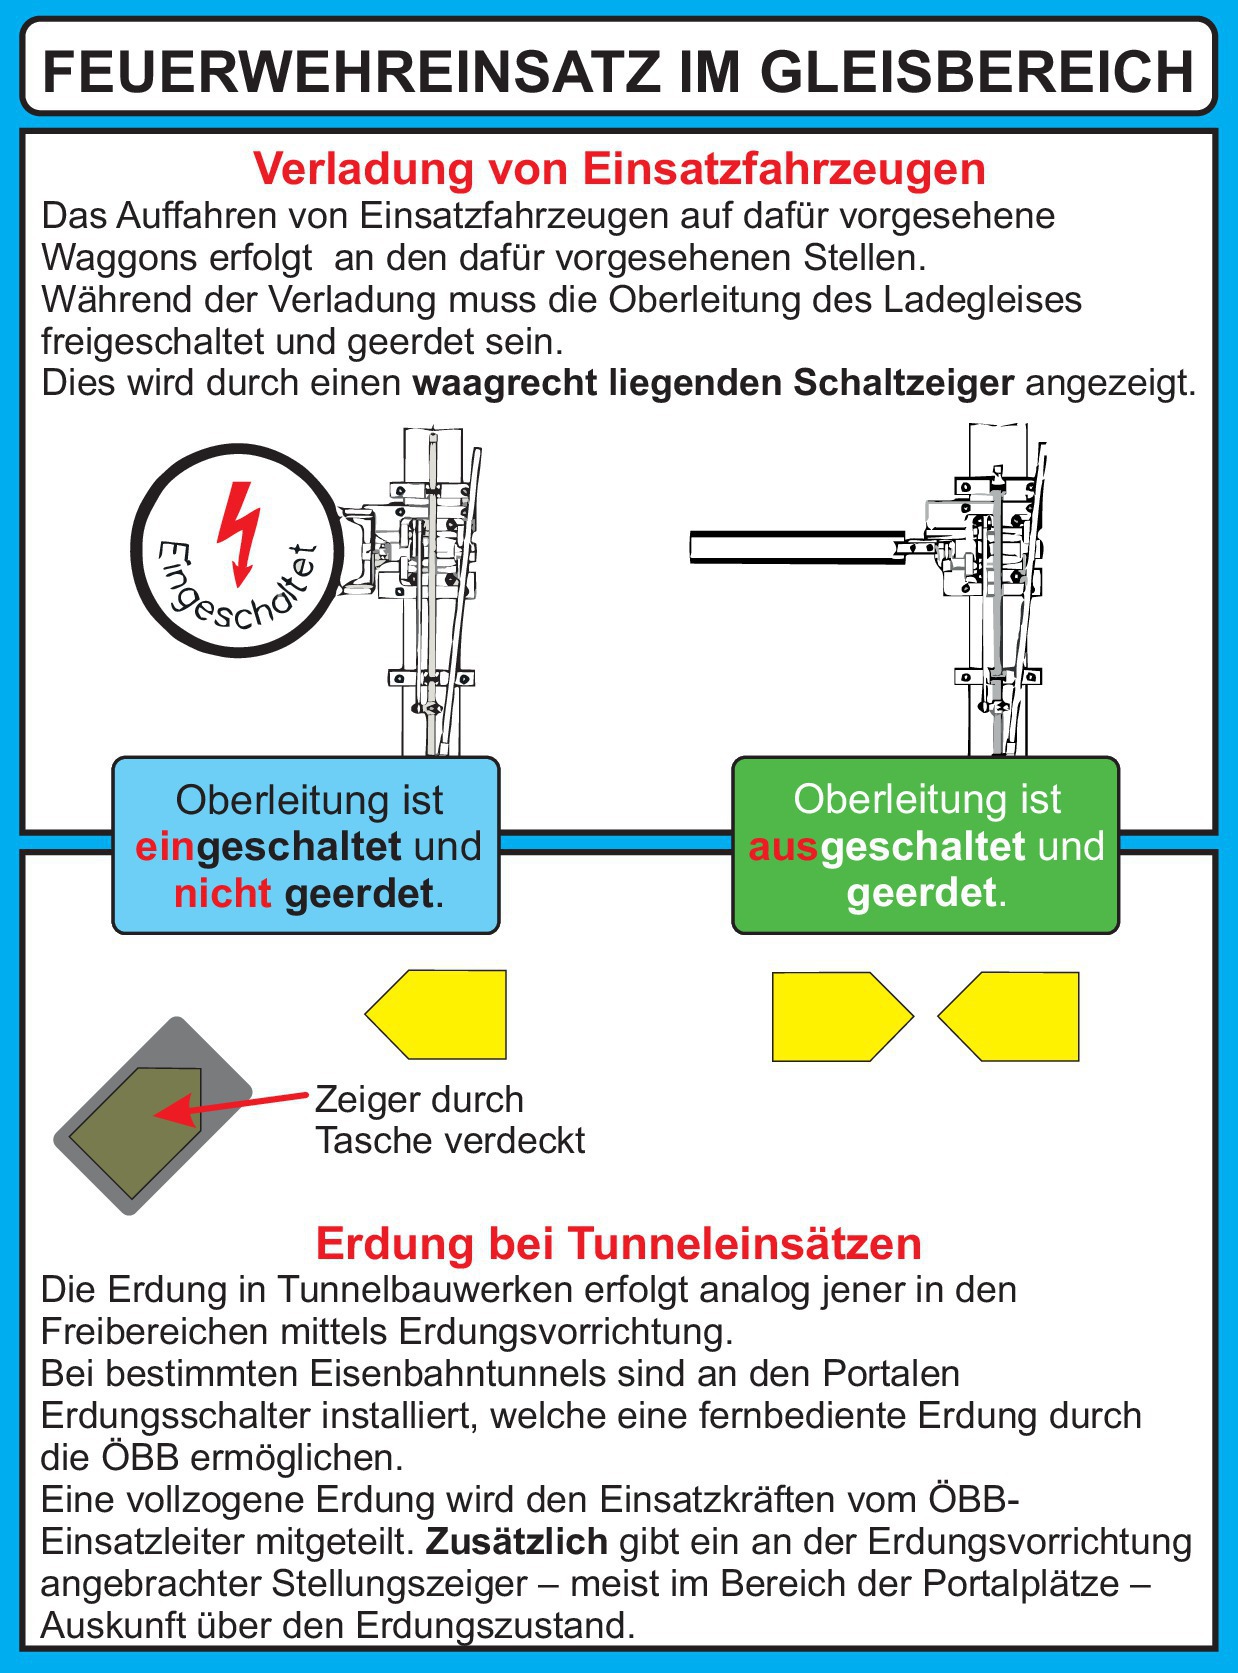 FEUERWEHREINSATZ IM GLEISBEREICH
Verladung von Einsatzfahrzeugen
Das Auffahren von Einsatzfahrzeugen auf dafür vorgesehene
Waggons erfolgt  an den dafür vorgesehenen Stellen.
Während der Verladung muss die Oberleitung des Ladegleises
freigeschaltet und geerdet sein.
Dies wird durch einen waagrecht liegenden Schaltzeiger angezeigt.
Eingeschaltet
Oberleitung ist
eingeschaltet und
nicht geerdet.
Oberleitung ist
ausgeschaltet und
geerdet.
Zeiger durch
Tasche verdeckt
Erdung bei Tunneleinsätzen
Die Erdung in Tunnelbauwerken erfolgt analog jener in den
Freibereichen mittels Erdungsvorrichtung.
Bei bestimmten Eisenbahntunnels sind an den Portalen
Erdungsschalter installiert, welche eine fernbediente Erdung durch
die ÖBB ermöglichen.
Eine vollzogene Erdung wird den Einsatzkräften vom ÖBB-
Einsatzleiter mitgeteilt. Zusätzlich gibt ein an der Erdungsvorrichtung
angebrachter Stellungszeiger – meist im Bereich der Portalplätze –
Auskunft über den Erdungszustand.